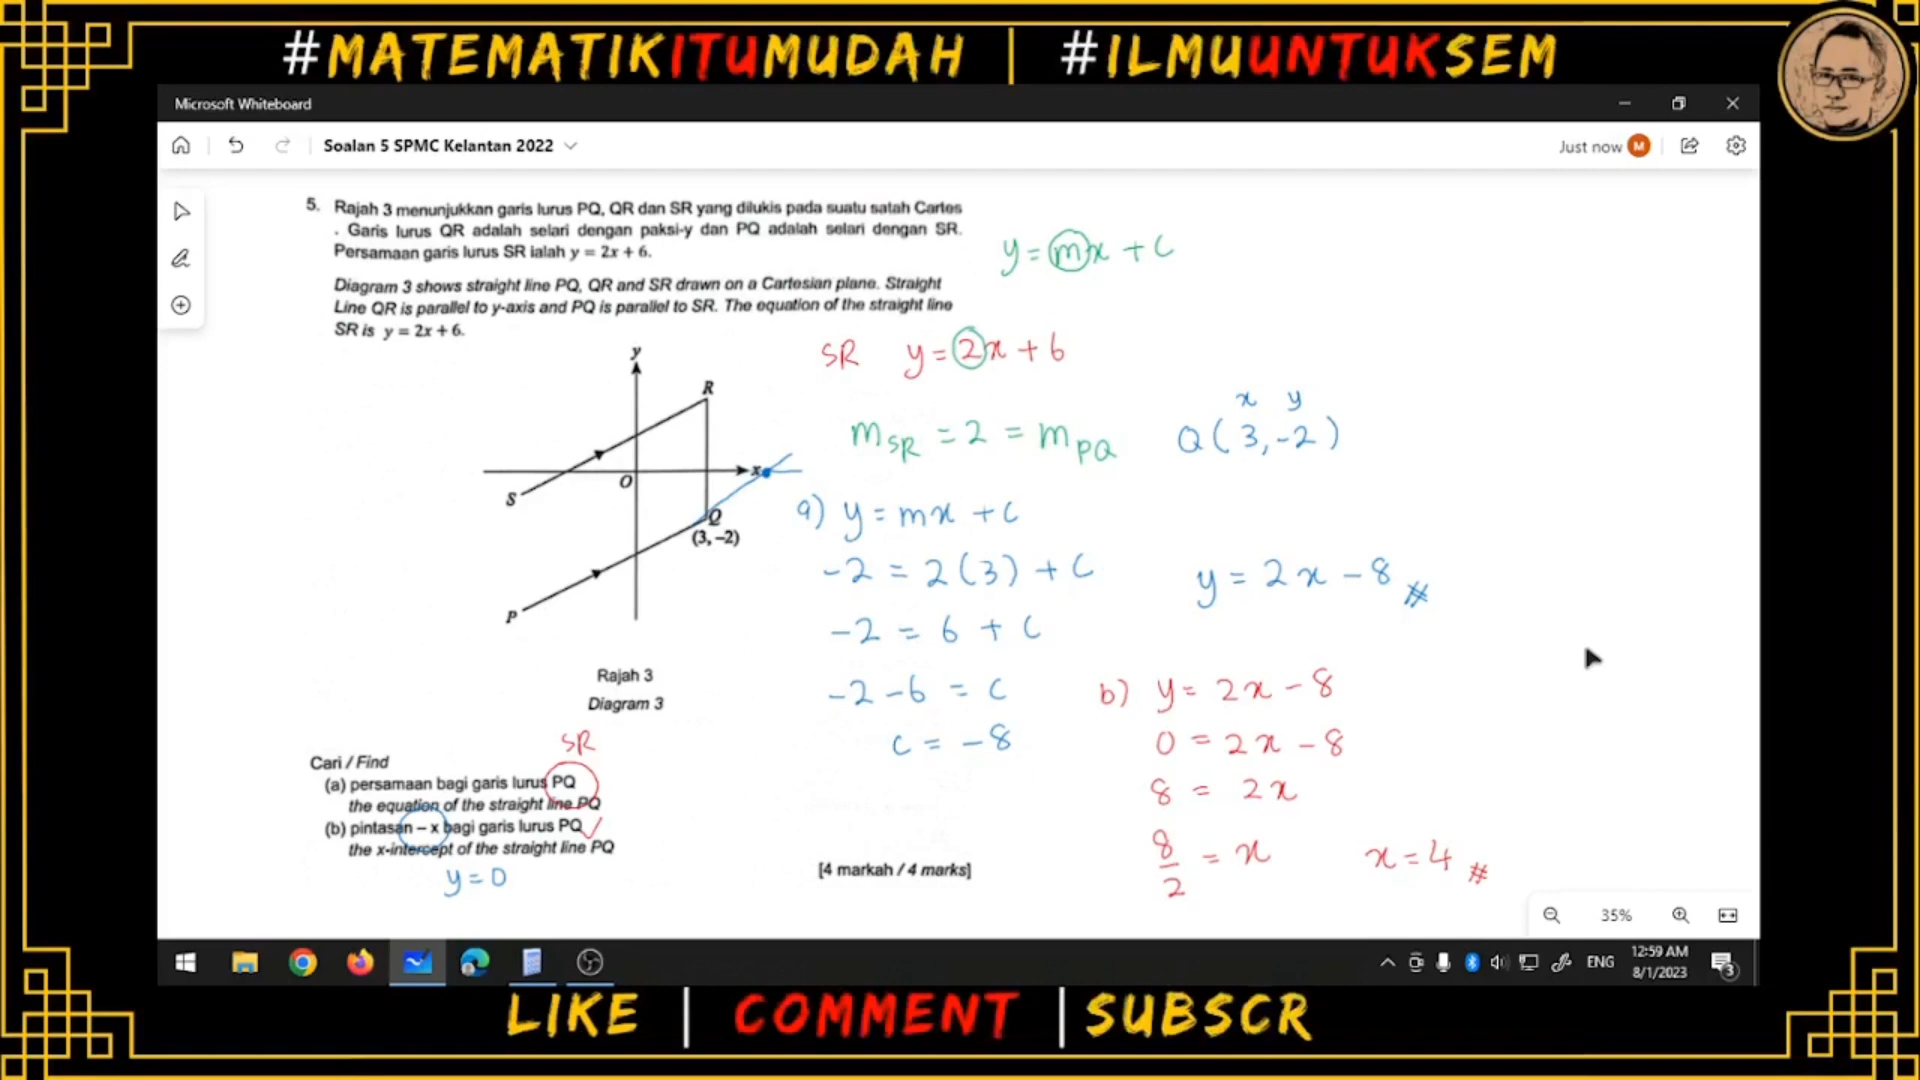 #MATEMATIKITUMUDAH | #ILMUUNTUKSEM
Microsoft Whiteboard
Soalan 5 SPMC Kelantan 2022
Just now M
5. Rajah 3 menunjukkan garis lurus PQ, QR dan SR yang dilukis pada suatu satah Cartes
. Garis lurus QR adalah selari dengan paksi-y dan PQ adalah selari dengan SR.
Persamaan garis lurus SR ialah y = 2x + 6.
Diagram 3 shows straight line PQ, QR and SR drawn on a Cartesian plane. Straight
Line QR is parallel to y-axis and PQ is parallel to SR. The equation of the straight line
SR is y = 2x + 6.
y
R
x
O
S
Q
(3, –2)
P
Rajah 3
Diagram 3
SR
Cari / Find
(a) persamaan bagi garis lurus PQ
the equation of the straight line PQ
(b) pintasan – x bagi garis lurus PQ
the x-intercept of the straight line PQ
y = 0
[4 markah / 4 marks]
y = mx + c
SR y = 2x + 6
m SR = 2 = m PQ
x y
Q ( 3, -2 )
a) y = mx + c
-2 = 2(3) + c
-2 = 6 + c
-2 - 6 = c
c = -8
y = 2x - 8 #
b) y = 2x - 8
0 = 2x - 8
8 = 2x
8/2 = x
x = 4 #
35%
ENG
12:59 AM
8/1/2023
3
LIKE | COMMENT | SUBSCR